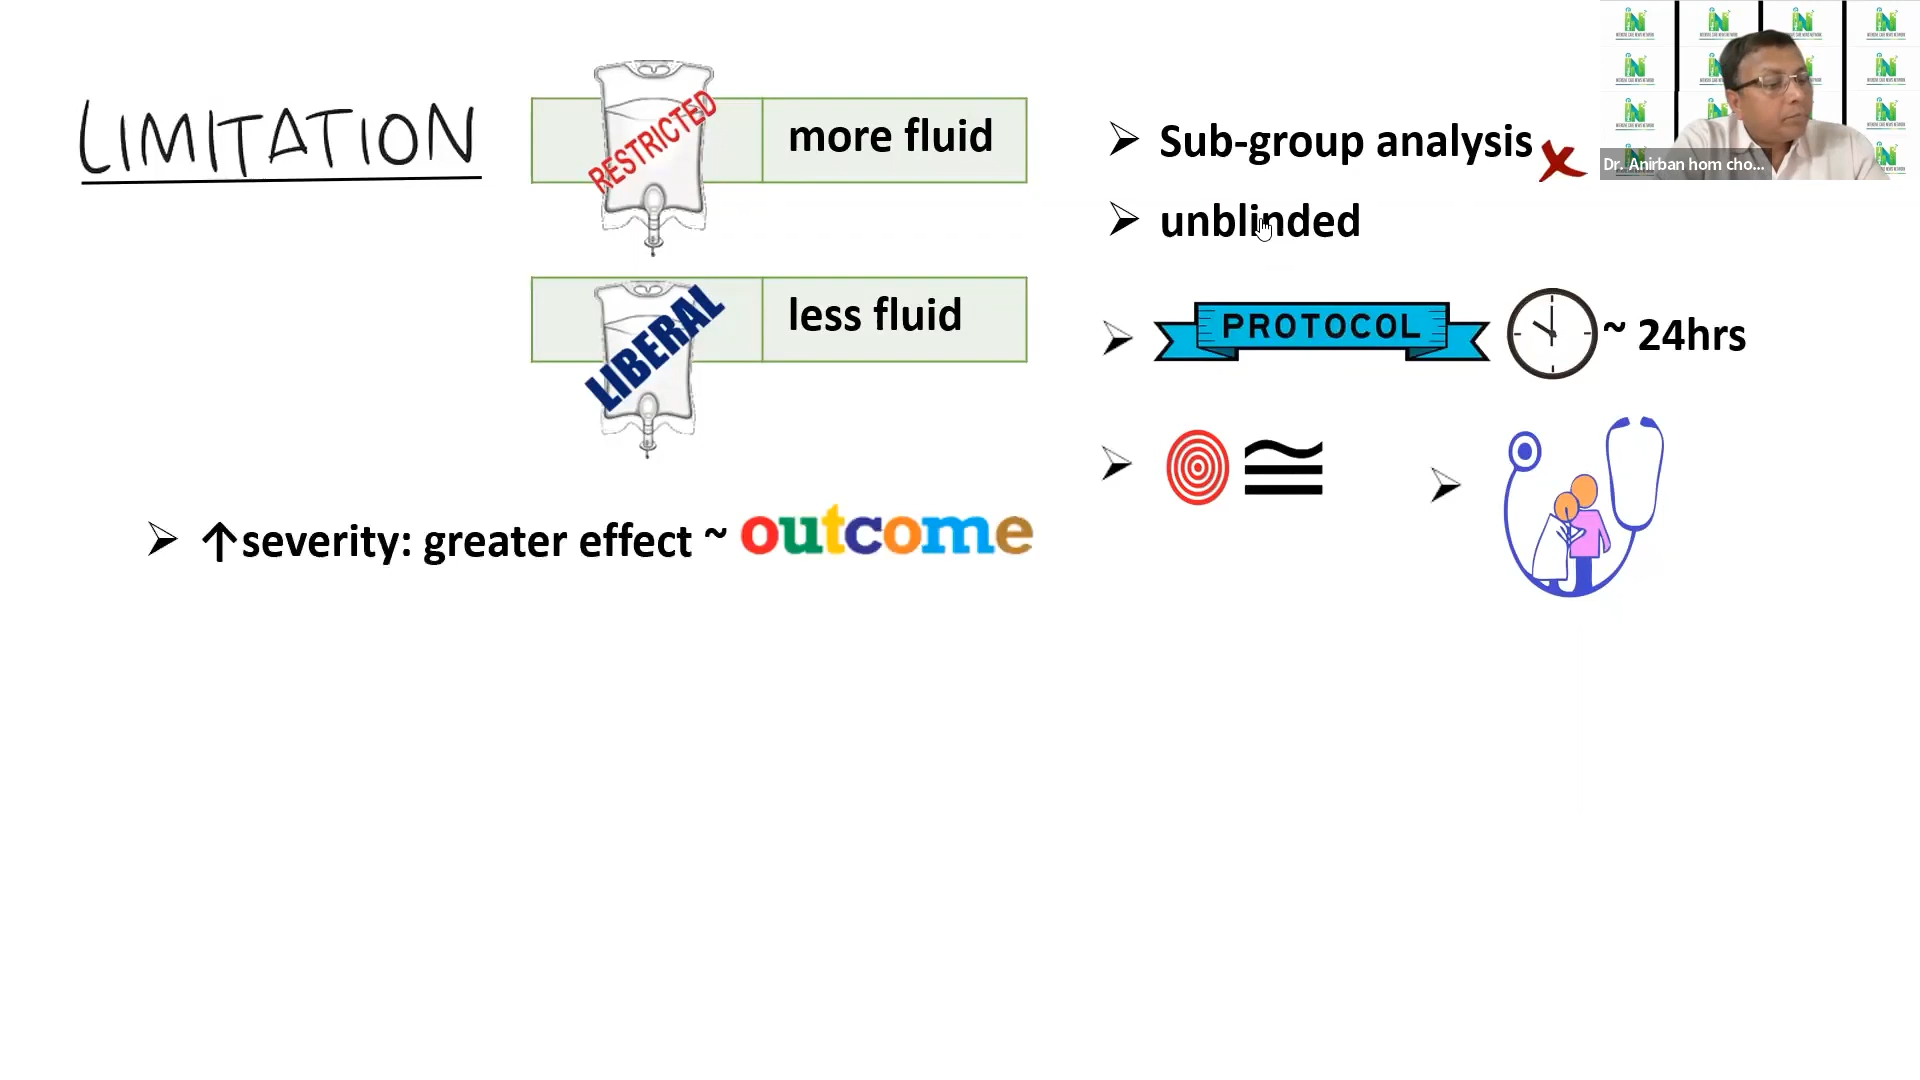 LIMITATION
RESTRICTED
more fluid
LIBERAL
less fluid
↑severity: greater effect ~ outcome
Sub-group analysis
unblinded
PROTOCOL ~ 24hrs
≅
Dr. Anirban hom cho...